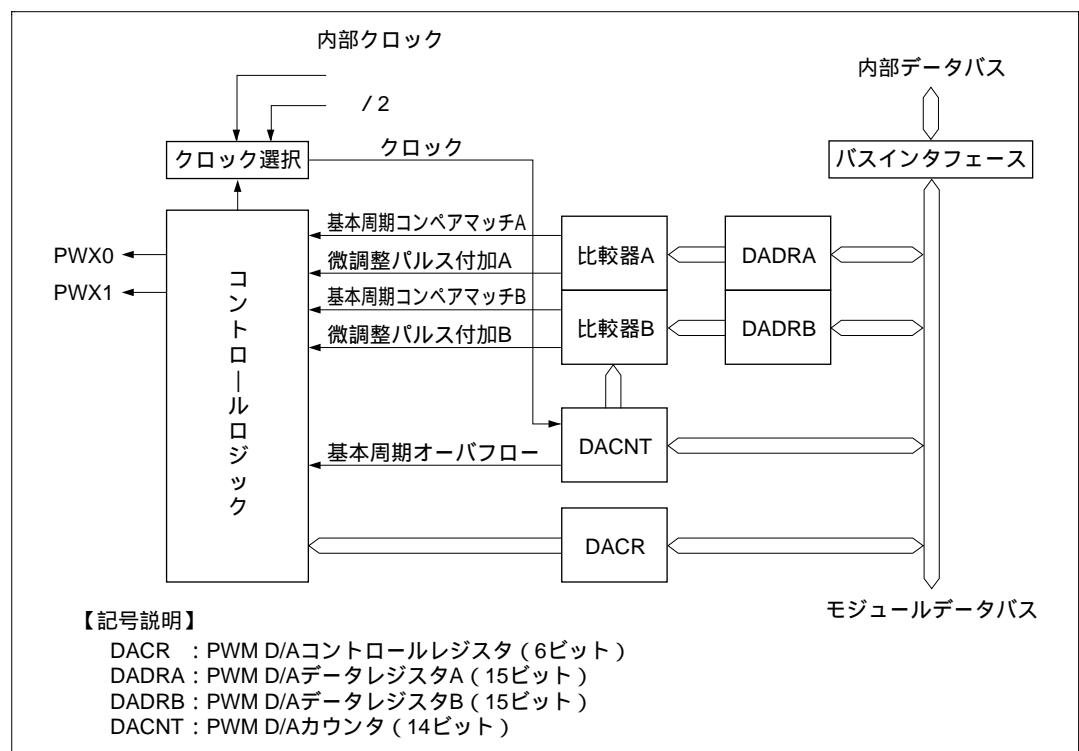 内部クロック
/2
クロック選択
クロック
内部データバス
バスインタフェース
基本周期コンペアマッチA
微調整パルス付加A
基本周期コンペアマッチB
微調整パルス付加B
PWX0
PWX1
コントロールロジック
比較器A
DADRA
比較器B
DADRB
DACNT
基本周期オーバフロー
DACR
モジュールデータバス
【記号説明】
DACR :PWM D/Aコントロールレジスタ(6ビット)
DADRA:PWM D/AデータレジスタA(15ビット)
DADRB:PWM D/AデータレジスタB(15ビット)
DACNT:PWM D/Aカウンタ(14ビット)